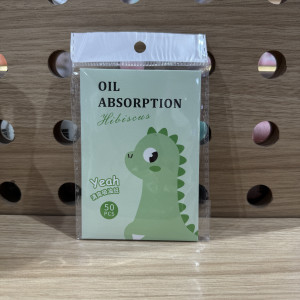 OIL
ABSORPTION
Hibiscus
Yeah
50
PCS